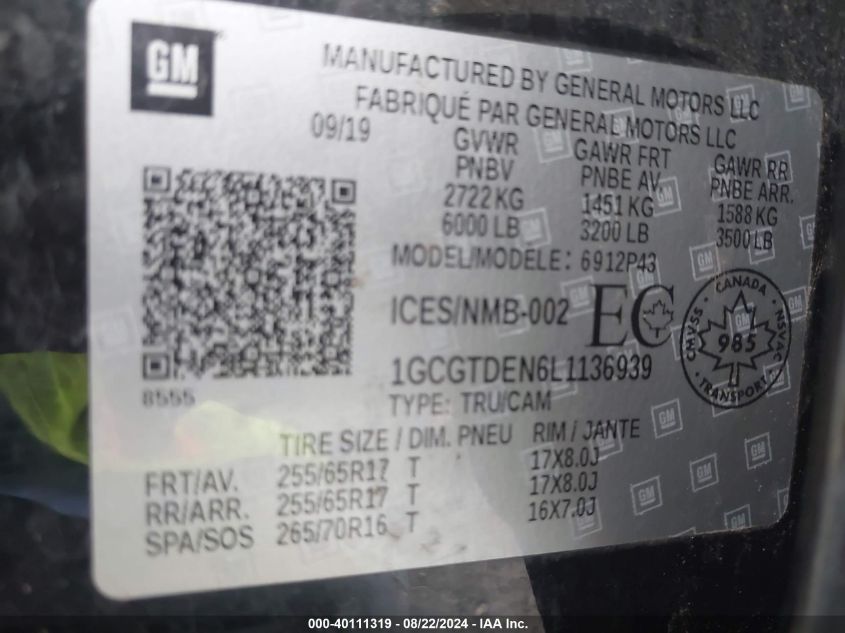 GM
MANUFACTURED BY GENERAL MOTORS LLC
FABRIQUÉ PAR GENERAL MOTORS LLC
09/19
GVWR GAWR FRT GAWR RR
PNBV PNBE AV. PNBE ARR.
2722 KG 1451 KG 1588 KG
6000 LB 3200 LB 3500 LB
MODEL/MODELE: 6912P43
ICES/NMB-002 EC
CANADA
CMVSS 985 NSVAC
TRANSPORT
1GCGTDEN6L1136939
8555
TYPE: TRU/CAM
TIRE SIZE / DIM. PNEU RIM / JANTE
FRT/AV. 255/65R17 T 17X8.0J
RR/ARR. 255/65R17 T 17X8.0J
SPA/SOS 265/70R16 T 16X7.0J
000-40111319 - 08/22/2024 - IAA Inc.